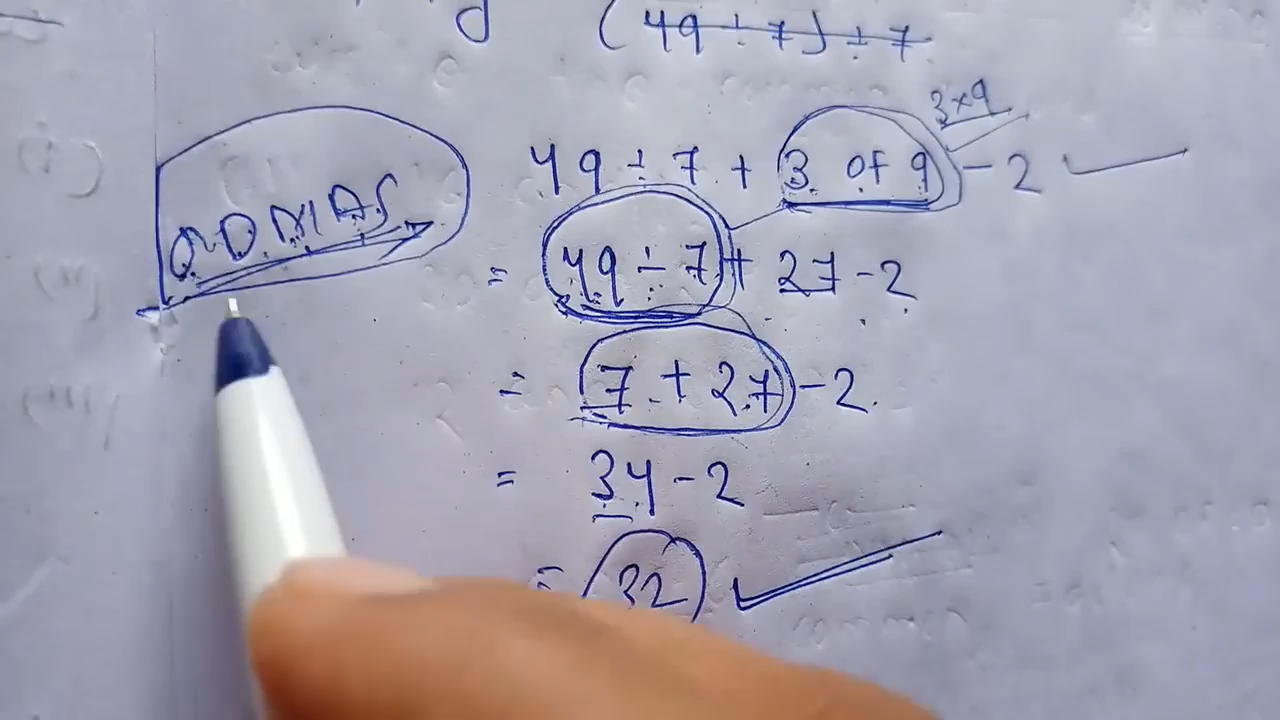 (49 ÷ 7) ÷ 7
3×9
49 ÷ 7 + 3 of 9 - 2
= 49 ÷ 7 + 27 - 2
= 7 + 27 - 2
= 34 - 2
= 32